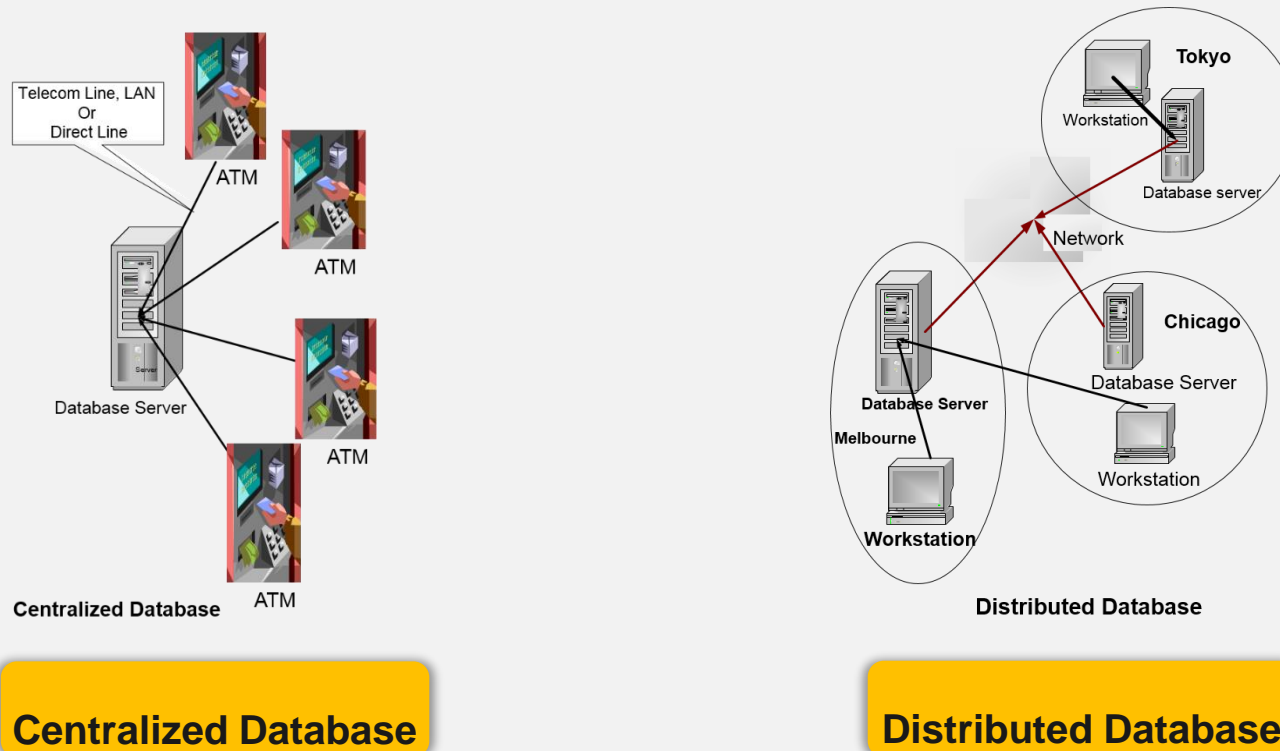 Telecom Line, LAN
Or
Direct Line
ATM
ATM
ATM
ATM
Server
Database Server
Centralized Database
Centralized Database
Tokyo
Workstation
Database server
Network
Chicago
Database Server
Workstation
Database Server
Melbourne
Workstation
Distributed Database
Distributed Database